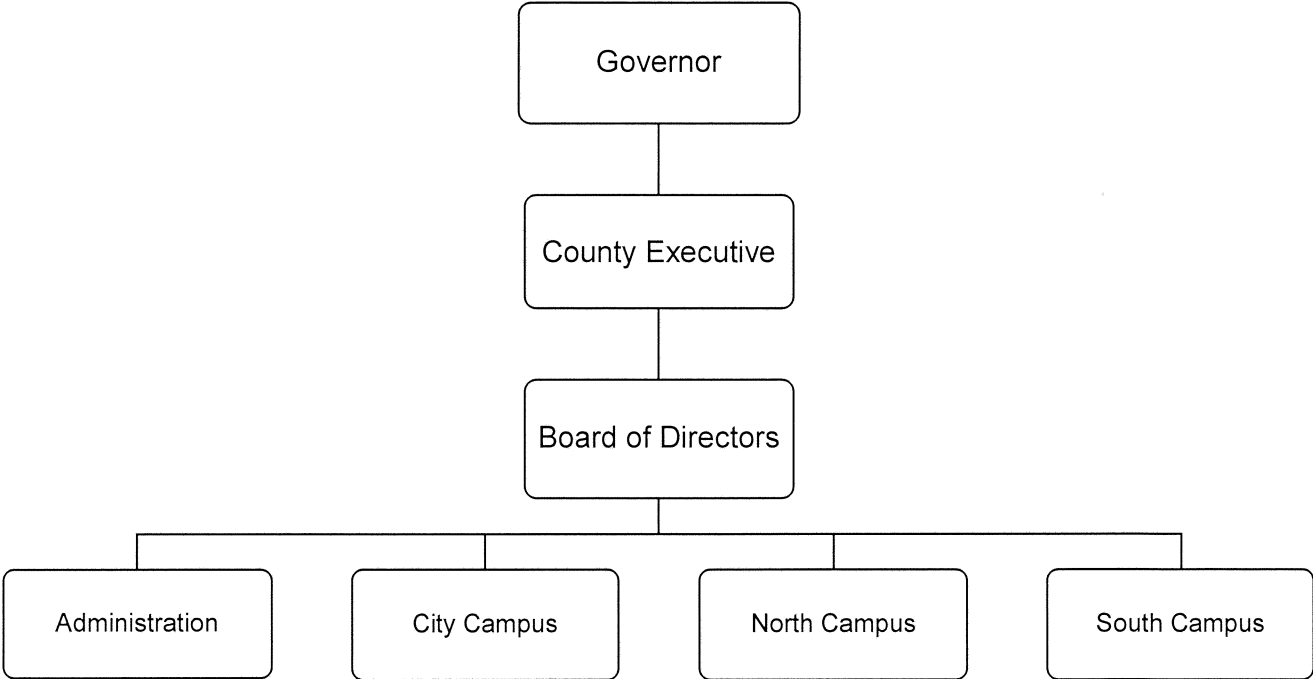 Governor
County Executive
Board of Directors
Administration
City Campus
North Campus
South Campus